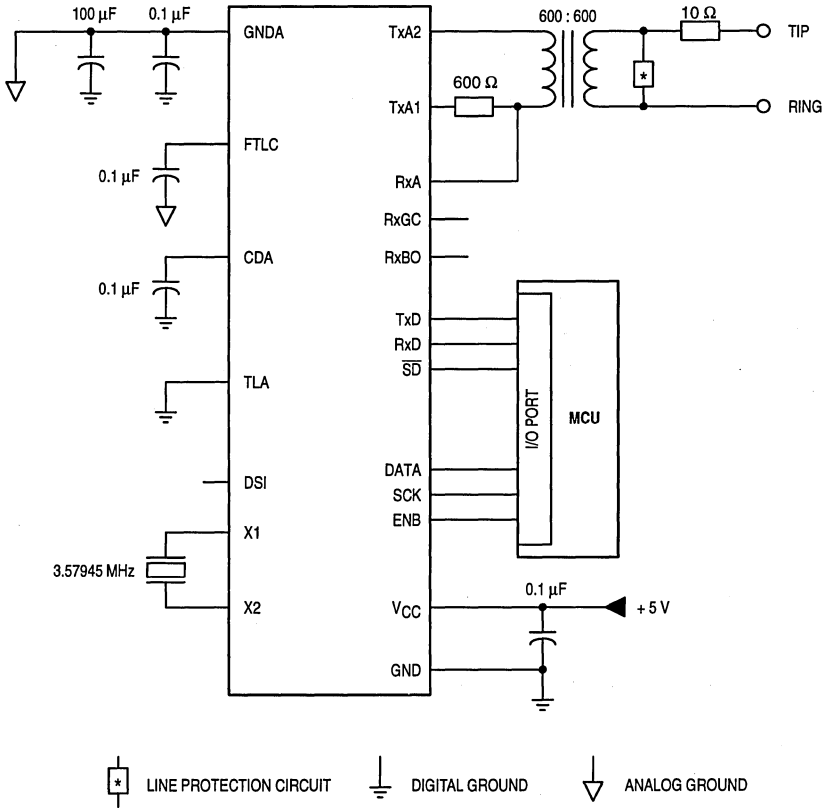 100 µF
0.1 µF
600 : 600
10 Ω
GNDA
TxA2
TIP
*
600 Ω
TxA1
RING
FTLC
0.1 µF
RxA
RxGC
CDA
RxBO
0.1 µF
TxD
RxD
SD
TLA
I/O PORT
MCU
DATA
DSI
SCK
ENB
X1
3.57945 MHz
0.1 µF
X2
VCC
+ 5 V
GND
* LINE PROTECTION CIRCUIT
DIGITAL GROUND
ANALOG GROUND